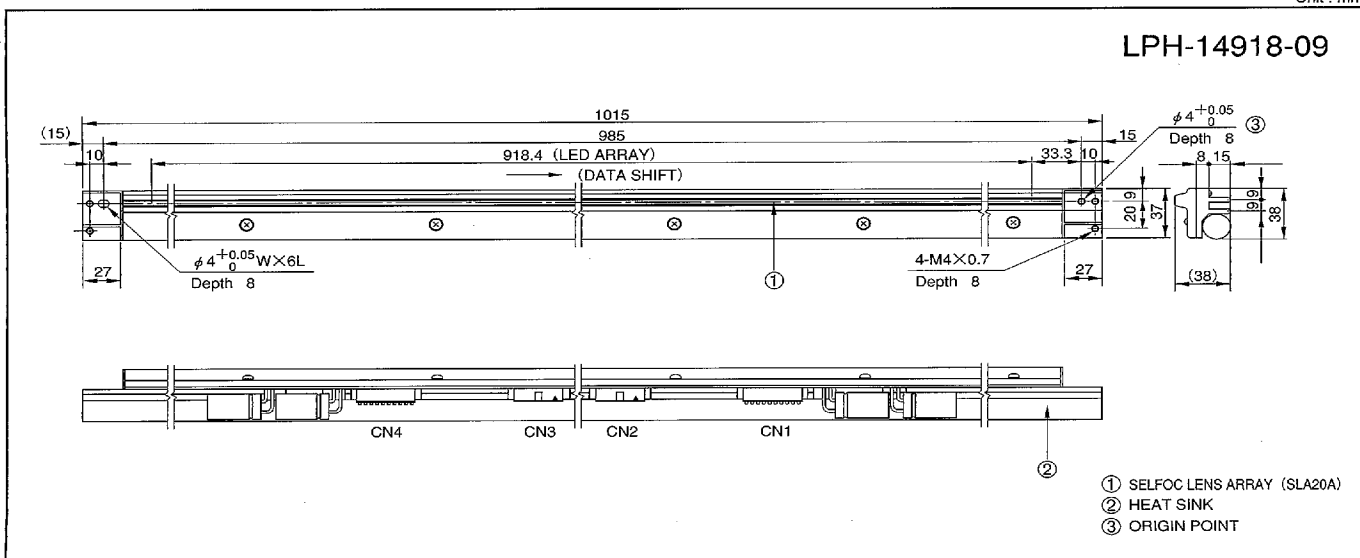 Unit : mm
LPH-14918-09
1015
(15)
985
15
φ4 +0.05 0
③
Depth 8
10
918.4 (LED ARRAY)
33.3
10
8
15
(DATA SHIFT)
9
20
37
9
9
38
φ4 +0.05 0 W×6L
Depth 8
27
①
4-M4×0.7
Depth 8
27
(38)
CN4
CN3
CN2
CN1
②
① SELFOC LENS ARRAY (SLA20A)
② HEAT SINK
③ ORIGIN POINT